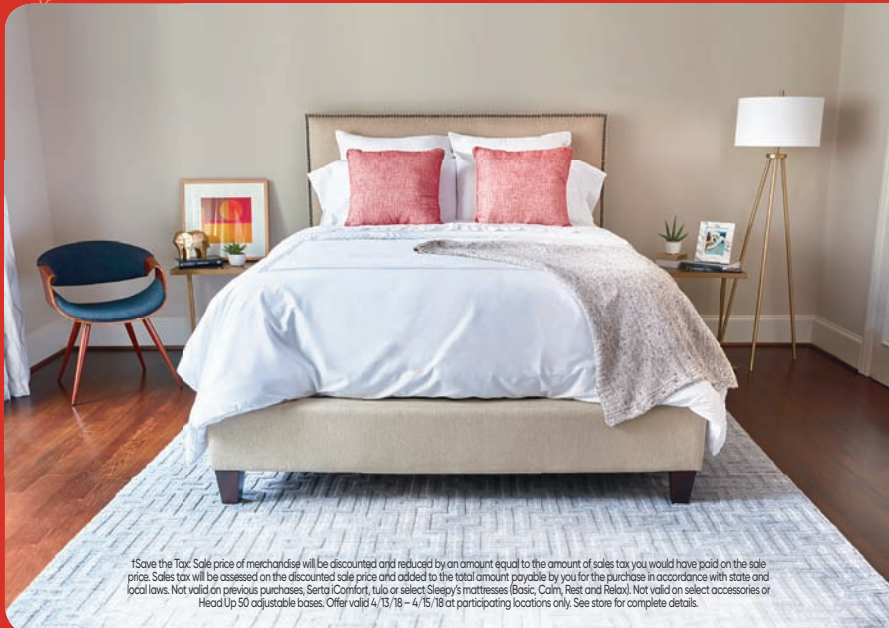 †Save the Tax: Sale price of merchandise will be discounted and reduced by an amount equal to the amount of sales tax you would have paid on the sale
price. Sales tax will be assessed on the discounted sale price and added to the total amount payable by you for the purchase in accordance with state and
local laws. Not valid on previous purchases, Serta iComfort, tulo or select Sleepy's mattresses (Basic, Calm, Rest and Relax). Not valid on select accessories or
Head Up 50 adjustable bases. Offer valid 4/13/18 – 4/15/18 at participating locations only. See store for complete details.